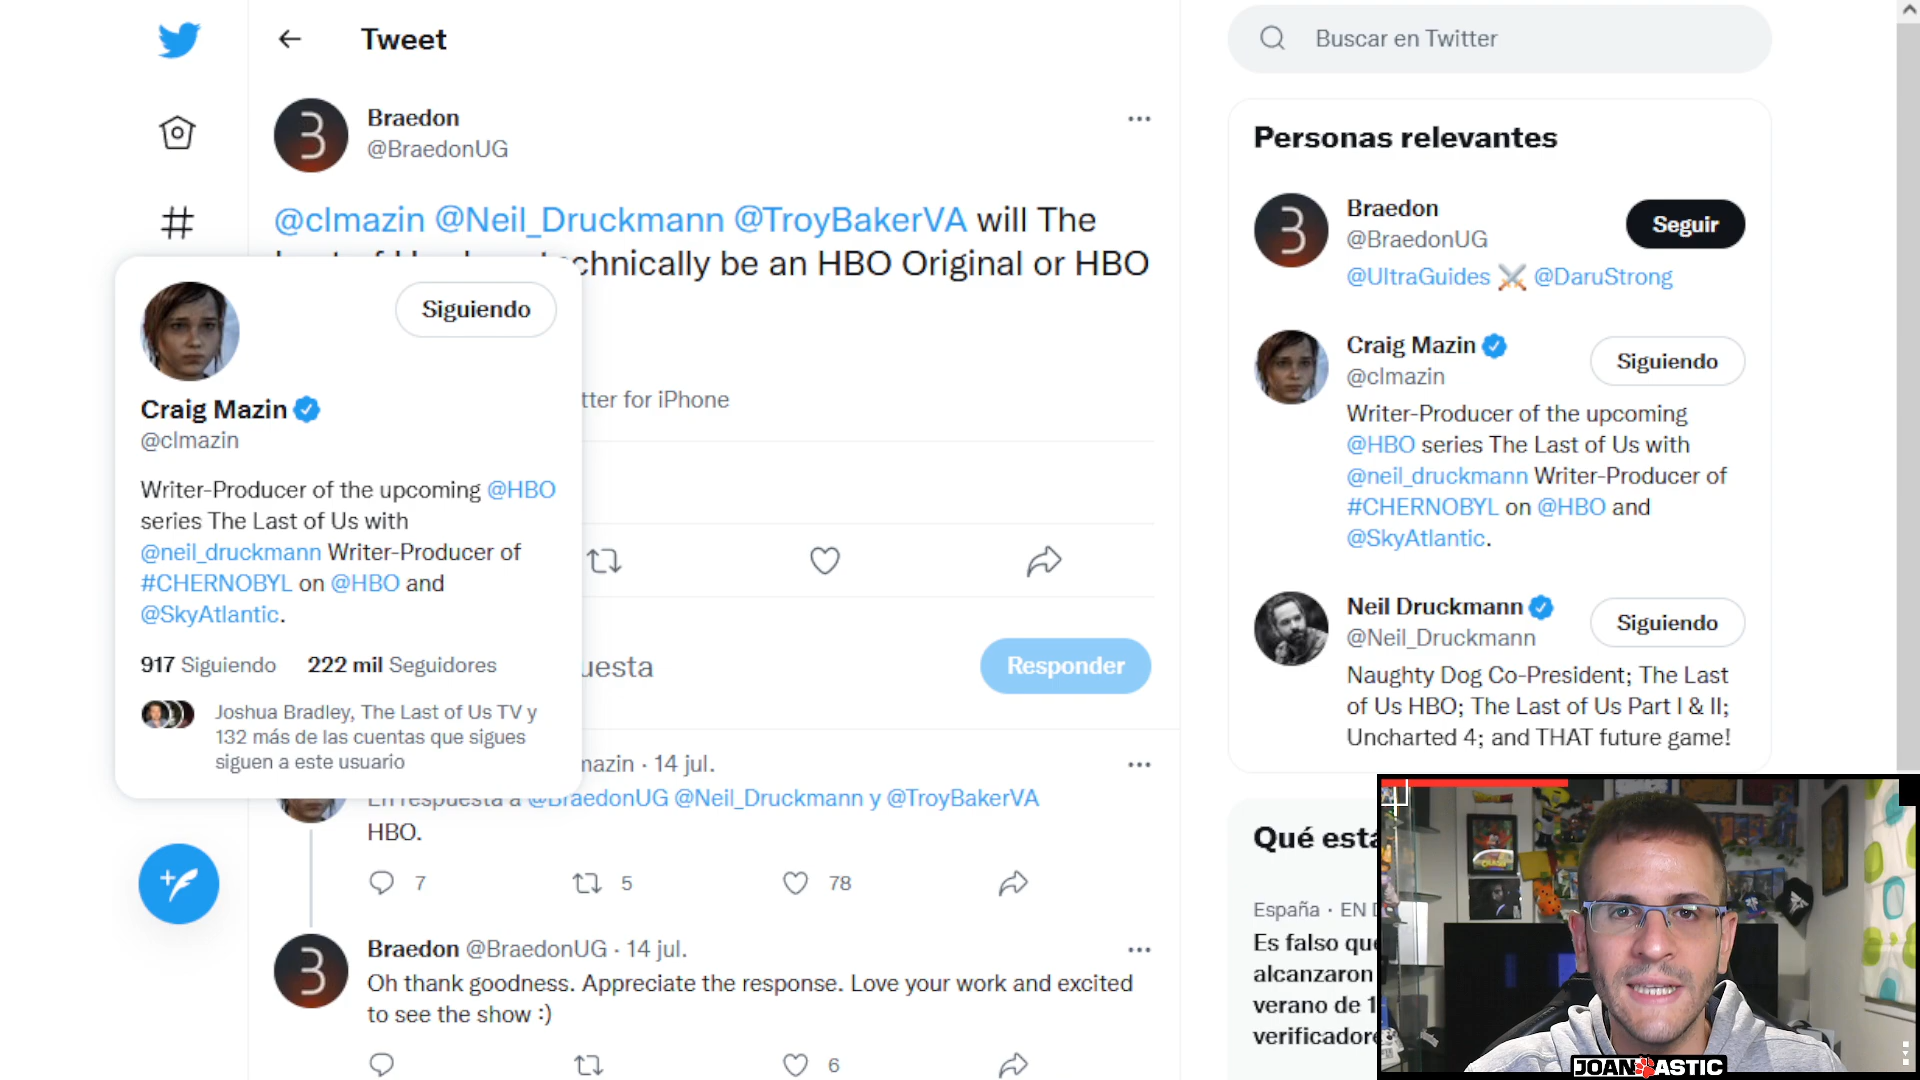 Tweet
Buscar en Twitter
Braedon
@BraedonUG
@clmazin @Neil_Druckmann @TroyBakerVA will The
technically be an HBO Original or HBO
Siguiendo
Craig Mazin
@clmazin
Writer-Producer of the upcoming @HBO
series The Last of Us with
@neil_druckmann Writer-Producer of
#CHERNOBYL on @HBO and
@SkyAtlantic.
917 Siguiendo 222 mil Seguidores
Joshua Bradley, The Last of Us TV y
132 más de las cuentas que sigues
siguen a este usuario
tter for iPhone
uesta
Responder
mazin · 14 jul.
En respuesta a @BraedonUG @Neil_Druckmann y @TroyBakerVA
HBO.
7 5 78
Braedon @BraedonUG · 14 jul.
Oh thank goodness. Appreciate the response. Love your work and excited
to see the show :)
6
Personas relevantes
Braedon
@BraedonUG
Seguir
@UltraGuides ⚔️ @DaruStrong
Craig Mazin
@clmazin
Siguiendo
Writer-Producer of the upcoming
@HBO series The Last of Us with
@neil_druckmann Writer-Producer of
#CHERNOBYL on @HBO and
@SkyAtlantic.
Neil Druckmann
@Neil_Druckmann
Siguiendo
Naughty Dog Co-President; The Last
of Us HBO; The Last of Us Part I & II;
Uncharted 4; and THAT future game!
Qué está
España · EN
Es falso que
alcanzaron
verano de 1
verificadore
JOANTASTIC